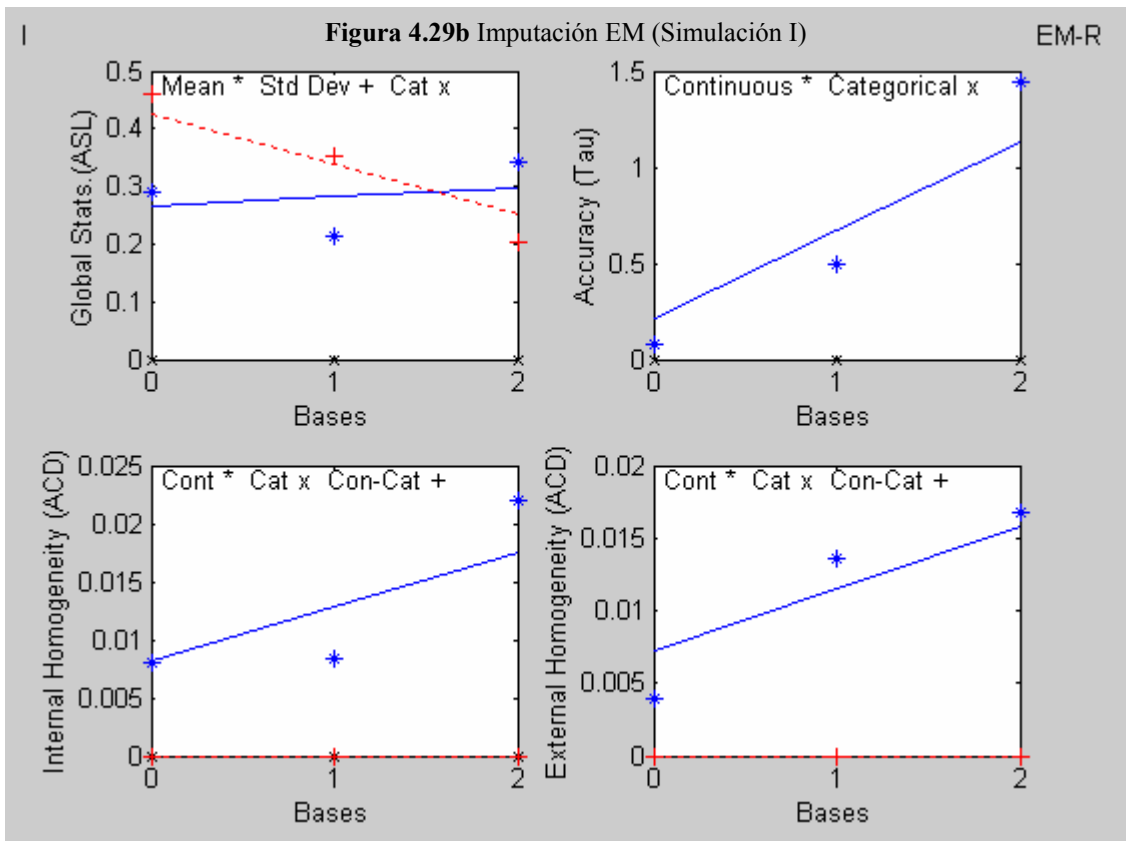 I
Figura 4.29b Imputación EM (Simulación I)
EM-R
Mean * Std Dev + Cat x
Global Stats.(ASL)
0.5
0.4
0.3
0.2
0.1
0
0 1 2
Bases
Continuous * Categorical x
Accuracy (Tau)
1.5
1
0.5
0
0 1 2
Bases
Cont * Cat x Con-Cat +
Internal Homogeneity (ACD)
0.025
0.02
0.015
0.01
0.005
0
0 1 2
Bases
Cont * Cat x Con-Cat +
External Homogeneity (ACD)
0.02
0.015
0.01
0.005
0
0 1 2
Bases